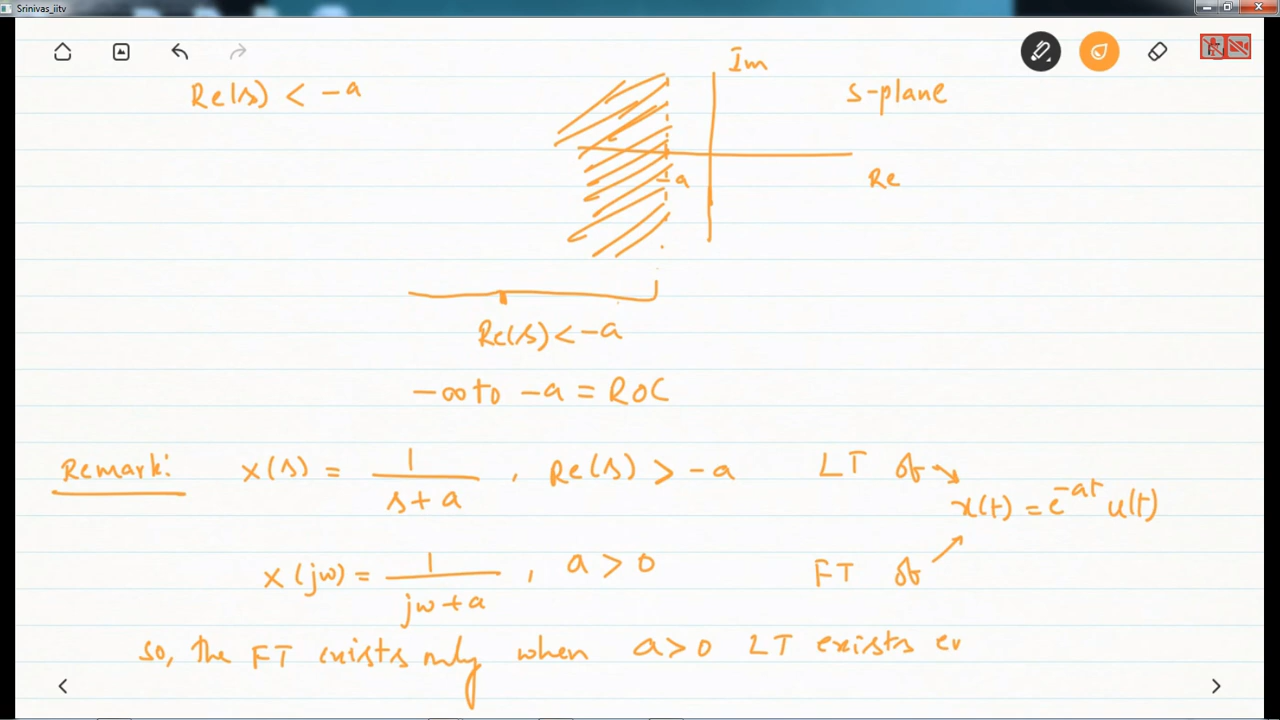 Srinivas_iitv
Im
Re(s) < -a
s-plane
-a
Re
Re(s) < -a
-∞ to -a = ROC
Remark: X(s) = 1/(s+a) , Re(s) > -a LT of
x(t) = e^{-at} u(t)
X(jω) = 1/(jω+a) , a > 0 FT of
so, the FT exists only when a>0 LT exists ev